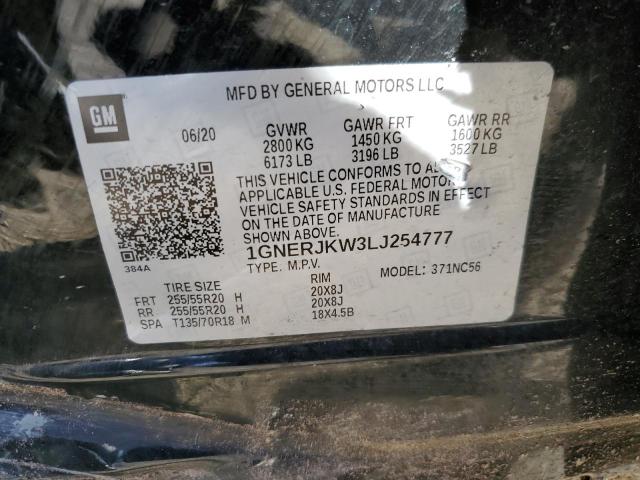 MFD BY GENERAL MOTORS LLC
GM
06/20 GVWR GAWR FRT GAWR RR
2800 KG 1450 KG 1600 KG
6173 LB 3196 LB 3527 LB
THIS VEHICLE CONFORMS TO ALL
APPLICABLE U.S. FEDERAL MOTOR
VEHICLE SAFETY STANDARDS IN EFFECT
ON THE DATE OF MANUFACTURE
SHOWN ABOVE.
384A
1GNERJKW3LJ254777
TYPE. M.P.V. MODEL: 371NC56
TIRE SIZE RIM
FRT 255/55R20 H 20X8J
RR 255/55R20 H 20X8J
SPA T135/70R18 M 18X4.5B